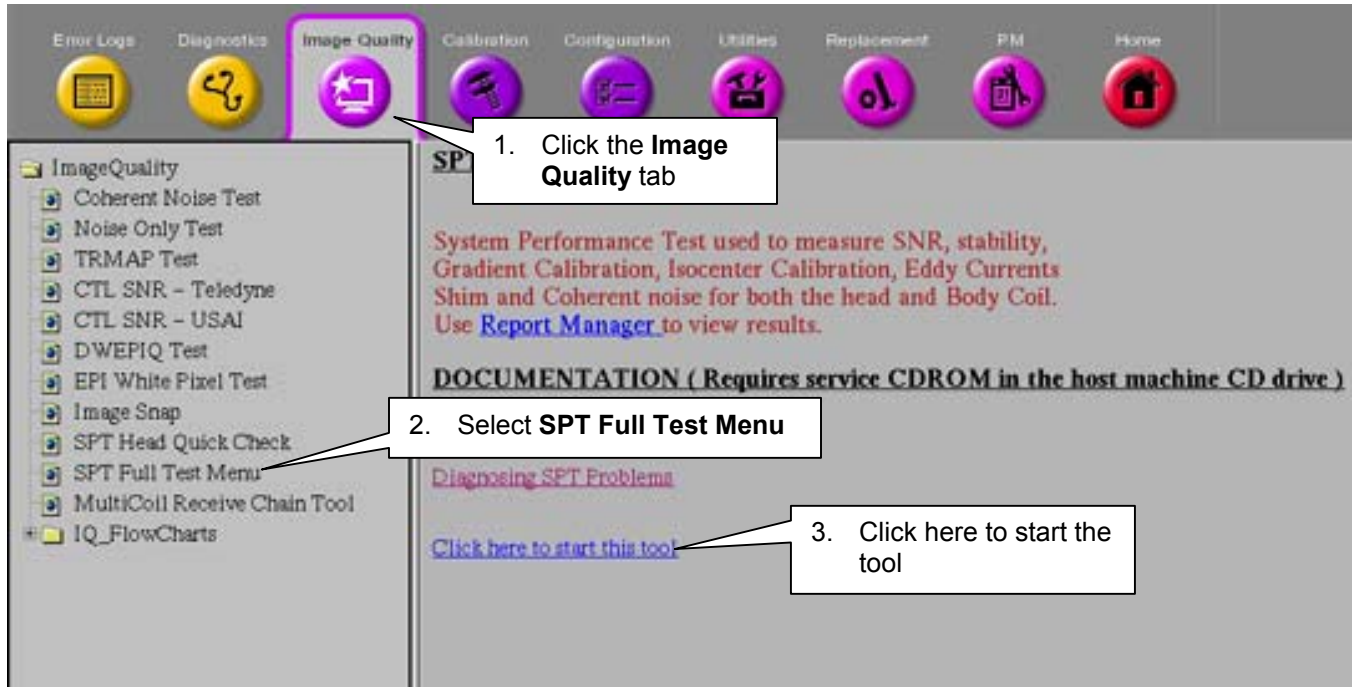 Error Logs
Diagnostics
Image Quality
Calibration
Configuration
Utilities
Replacement
PM
Home
1. Click the Image
Quality tab
ImageQuality
Coherent Noise Test
Noise Only Test
TRMAP Test
CTL SNR – Teledyne
CTL SNR – USAI
DWEPIQ Test
EPI White Pixel Test
Image Snap
SPT Head Quick Check
SPT Full Test Menu
MultiCoil Receive Chain Tool
IQ_FlowCharts
SP
System Performance Test used to measure SNR, stability,
Gradient Calibration, Isocenter Calibration, Eddy Currents
Shim and Coherent noise for both the head and Body Coil.
Use Report Manager to view results.
DOCUMENTATION ( Requires service CDROM in the host machine CD drive )
2. Select SPT Full Test Menu
Diagnosing SPT Problems
Click here to start this tool
3. Click here to start the
tool